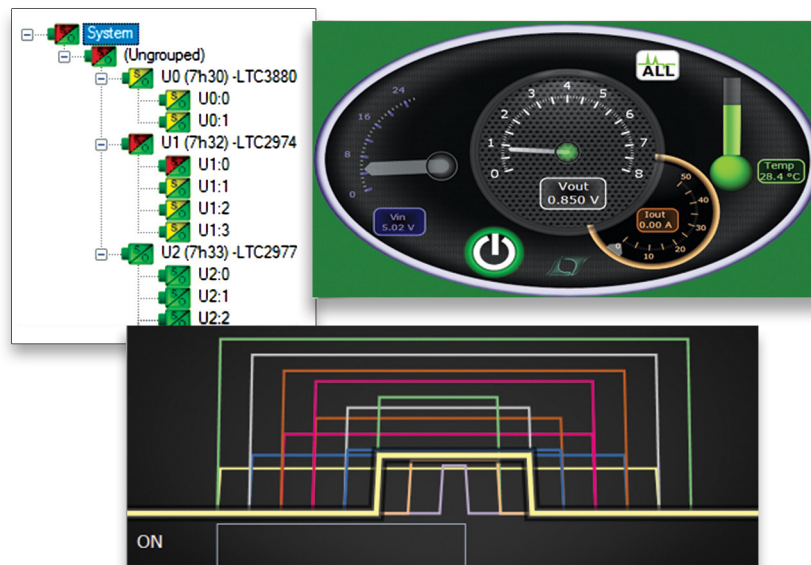 System
(Ungrouped)
U0 (7h30) -LTC3880
U0:0
U0:1
U1 (7h32) -LTC2974
U1:0
U1:1
U1:2
U1:3
U2 (7h33) -LTC2977
U2:0
U2:1
U2:2
ALL
24
16
8
0
0
1
2
3
4
5
6
7
8
Vout
0.850 V
Vin
5.02 V
Temp
28.4 °C
50
40
30
20
10
0
Iout
0.00 A
ON